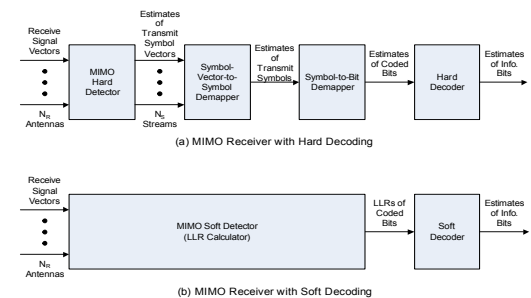 Receive
Signal
Vectors
N_R
Antennas
MIMO
Hard
Detector
Estimates
of
Transmit
Symbol
Vectors
N_S
Streams
Symbol-
Vector-to-
Symbol
Demapper
Estimates
of
Transmit
Symbols
Symbol-to-Bit
Demapper
Estimates
of Coded
Bits
Hard
Decoder
Estimates
of Info.
Bits
(a) MIMO Receiver with Hard Decoding
Receive
Signal
Vectors
N_R
Antennas
MIMO Soft Detector
(LLR Calculator)
LLRs of
Coded
Bits
Soft
Decoder
Estimates
of Info.
Bits
(b) MIMO Receiver with Soft Decoding